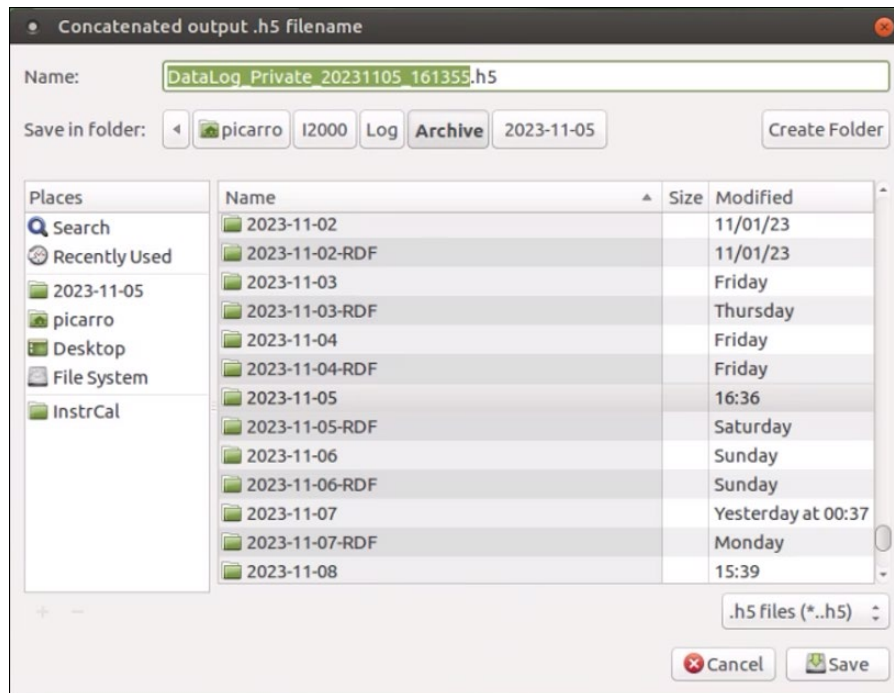 Concatenated output .h5 filename
Name: DataLog_Private_20231105_161355.h5
Save in folder: picarro I2000 Log Archive 2023-11-05 Create Folder
Places
Search
Recently Used
2023-11-05
picarro
Desktop
File System
InstrCal
Name Size Modified
2023-11-02 11/01/23
2023-11-02-RDF 11/01/23
2023-11-03 Friday
2023-11-03-RDF Thursday
2023-11-04 Friday
2023-11-04-RDF Friday
2023-11-05 16:36
2023-11-05-RDF Saturday
2023-11-06 Sunday
2023-11-06-RDF Sunday
2023-11-07 Yesterday at 00:37
2023-11-07-RDF Monday
2023-11-08 15:39
.h5 files (*..h5)
Cancel Save